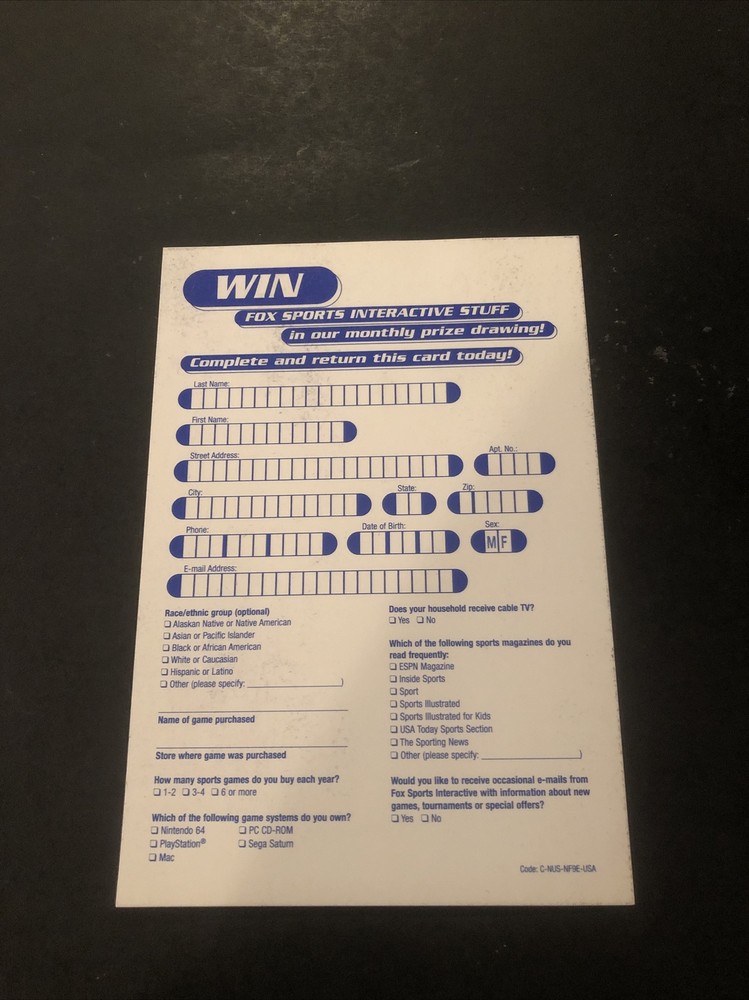 WIN
FOX SPORTS INTERACTIVE STUFF
in our monthly prize drawing!
Complete and return this card today!
Last Name:
First Name:
Street Address:
Apt. No.:
City:
State:
Zip:
Phone:
Date of Birth:
Sex:
M F
E-mail Address:
Race/ethnic group (optional)
❏ Alaskan Native or Native American
❏ Asian or Pacific Islander
❏ Black or African American
❏ White or Caucasian
❏ Hispanic or Latino
❏ Other (please specify: ____________________)
Name of game purchased
Store where game was purchased
How many sports games do you buy each year?
❏ 1-2 ❏ 3-4 ❏ 6 or more
Which of the following game systems do you own?
❏ Nintendo 64 ❏ PC CD-ROM
❏ PlayStation® ❏ Sega Saturn
❏ Mac
Does your household receive cable TV?
❏ Yes ❏ No
Which of the following sports magazines do you
read frequently:
❏ ESPN Magazine
❏ Inside Sports
❏ Sport
❏ Sports Illustrated
❏ Sports Illustrated for Kids
❏ USA Today Sports Section
❏ The Sporting News
❏ Other (please specify: ____________________)
Would you like to receive occasional e-mails from
Fox Sports Interactive with information about new
games, tournaments or special offers?
❏ Yes ❏ No
Code: C-NUS-NF9E-USA